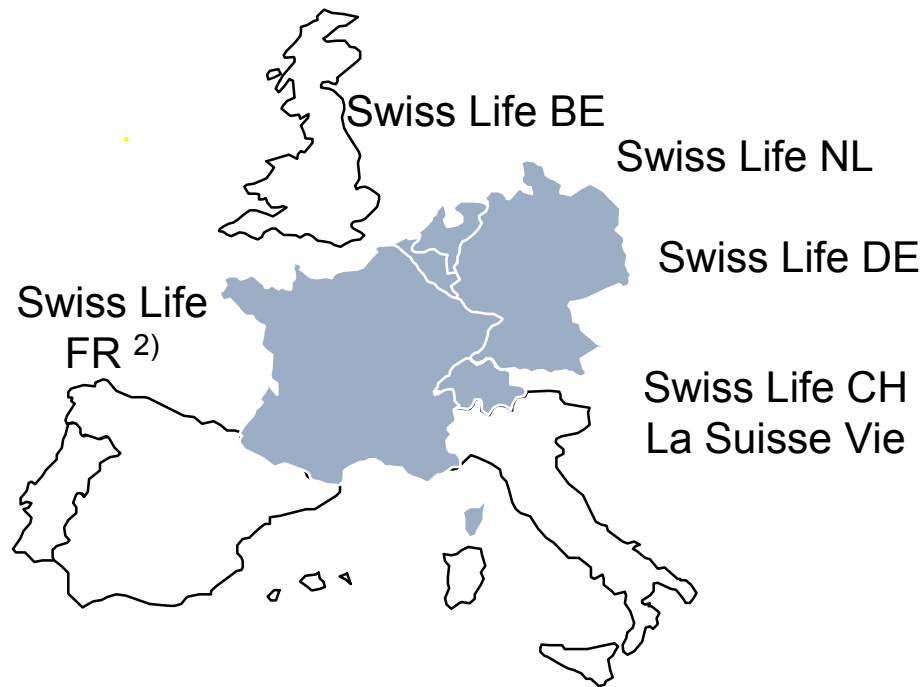 Swiss Life BE
Swiss Life NL
Swiss Life DE
Swiss Life
FR 2)
Swiss Life CH
La Suisse Vie